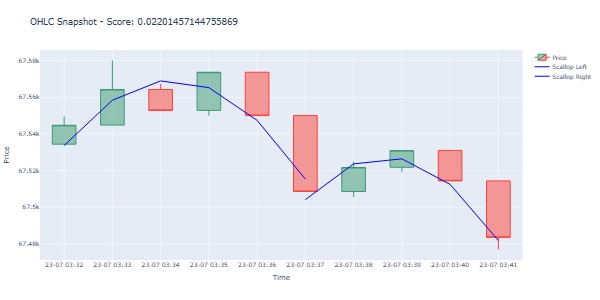 OHLC Snapshot - Score: 0.02201457144755869
67.58k
67.56k
67.54k
67.52k
67.5k
67.48k
Price
23-07 03:32 23-07 03:33 23-07 03:34 23-07 03:35 23-07 03:36 23-07 03:37 23-07 03:38 23-07 03:39 23-07 03:40 23-07 03:41
Time
Price
Scallop Left
Scallop Right